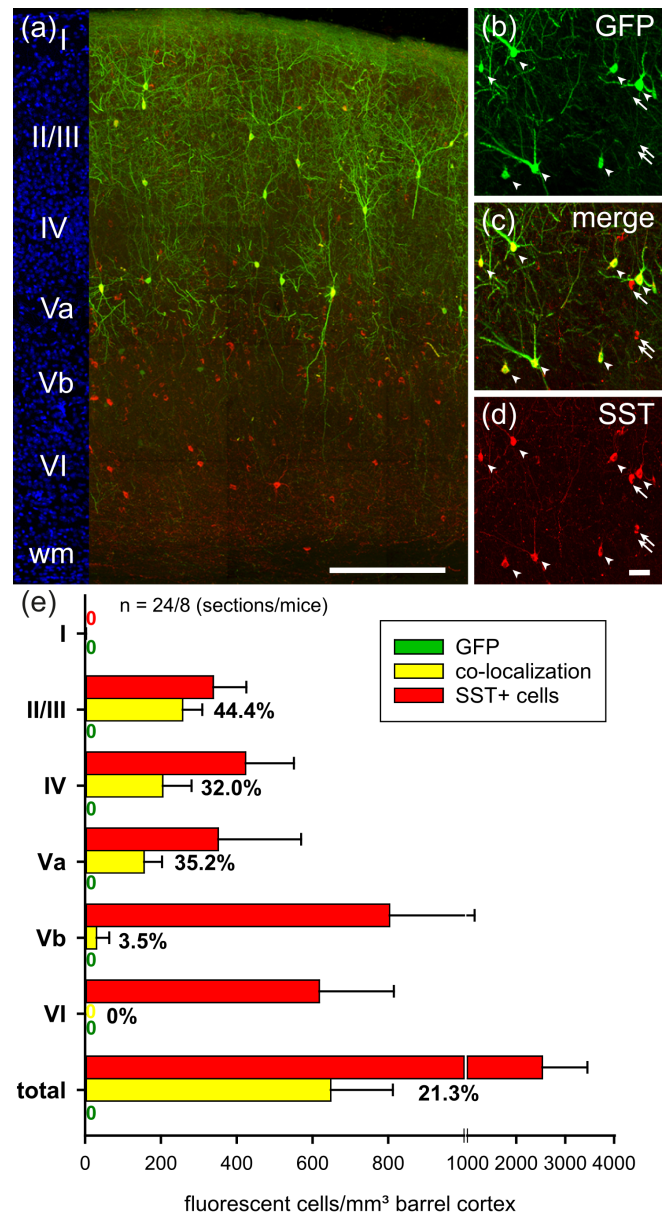 (a)
I
II/III
IV
Va
Vb
VI
wm
(b) GFP
(c) merge
(d) SST
(e)
n = 24/8 (sections/mice)
GFP
co-localization
SST+ cells
I
0
0
II/III
44.4%
0
IV
32.0%
0
Va
35.2%
0
Vb
3.5%
0
VI
0 0%
0
total
21.3%
0
0 200 400 600 800 1000 2000 3000 4000
fluorescent cells/mm³ barrel cortex